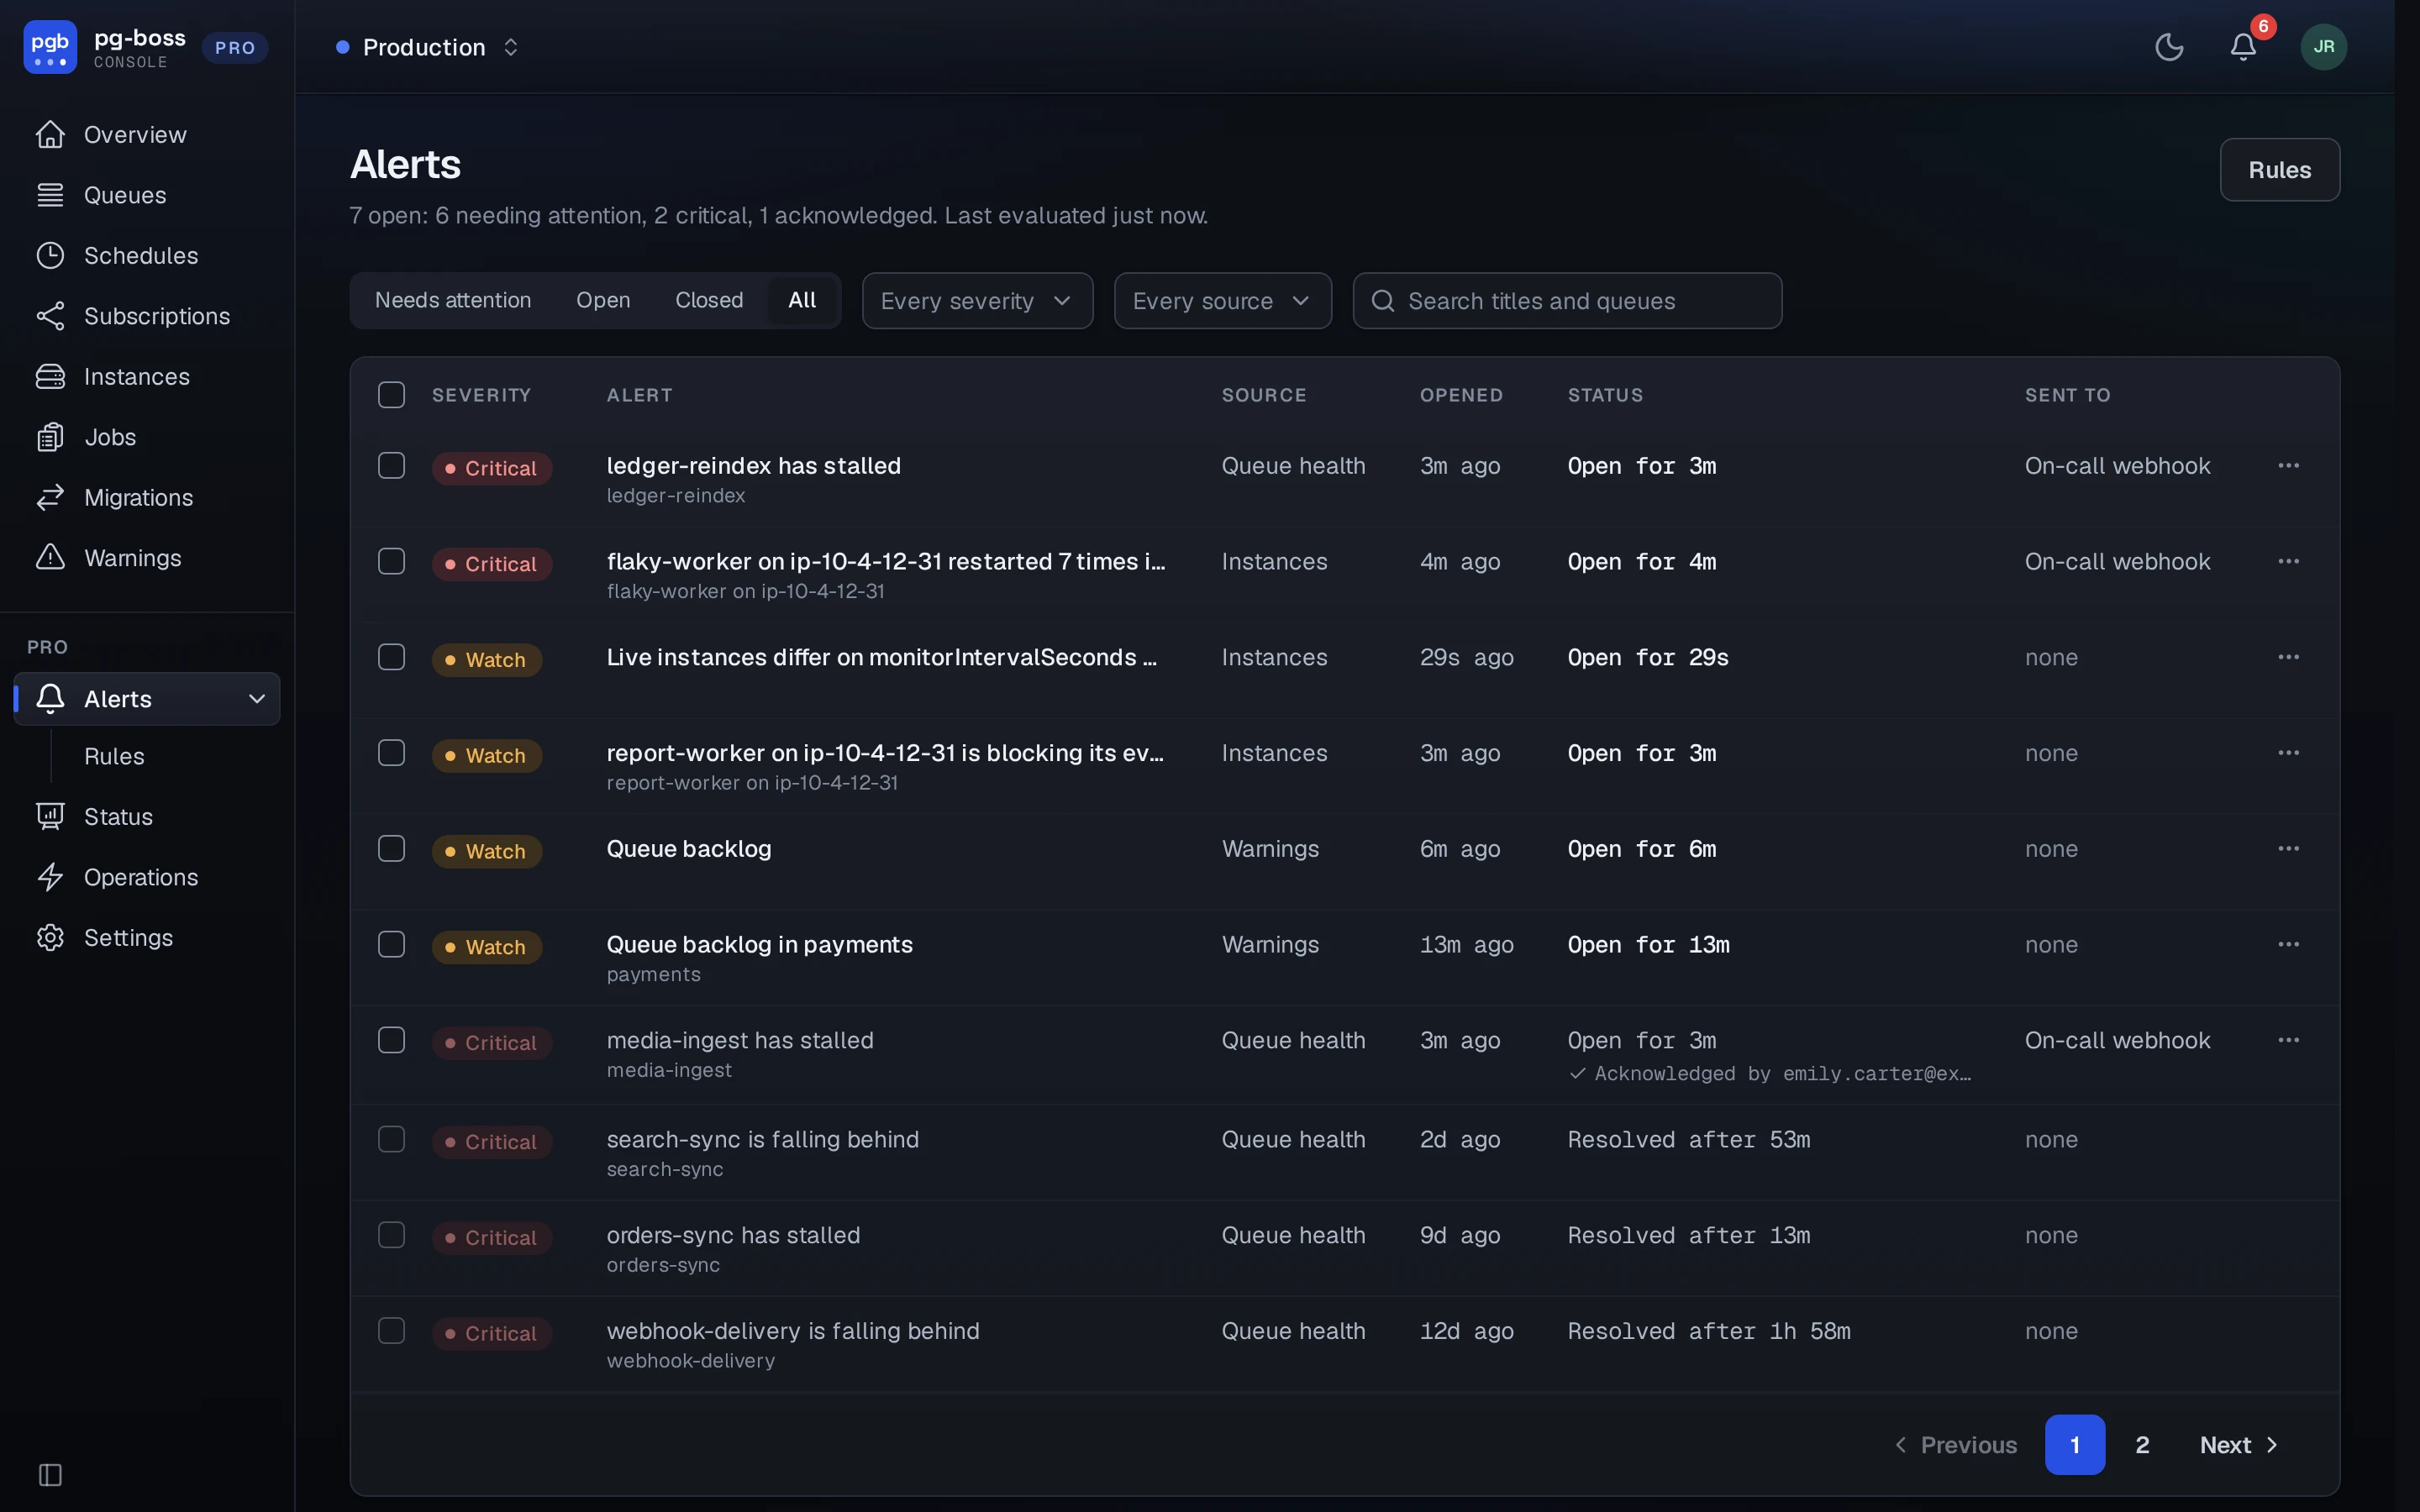 pgb
pg-boss
CONSOLE
PRO
Production
6
JR
Overview
Queues
Schedules
Subscriptions
Instances
Jobs
Migrations
Warnings
PRO
Alerts
Rules
Status
Operations
Settings
Alerts
Rules
7 open: 6 needing attention, 2 critical, 1 acknowledged. Last evaluated just now.
Needs attention Open Closed All Every severity Every source Search titles and queues
SEVERITY ALERT SOURCE OPENED STATUS SENT TO
Critical ledger-reindex has stalled Queue health 3m ago Open for 3m On-call webhook
ledger-reindex
Critical flaky-worker on ip-10-4-12-31 restarted 7 times i… Instances 4m ago Open for 4m On-call webhook
flaky-worker on ip-10-4-12-31
Watch Live instances differ on monitorIntervalSeconds … Instances 29s ago Open for 29s none
Watch report-worker on ip-10-4-12-31 is blocking its ev… Instances 3m ago Open for 3m none
report-worker on ip-10-4-12-31
Watch Queue backlog Warnings 6m ago Open for 6m none
Watch Queue backlog in payments Warnings 13m ago Open for 13m none
payments
Critical media-ingest has stalled Queue health 3m ago Open for 3m On-call webhook
media-ingest Acknowledged by emily.carter@ex…
Critical search-sync is falling behind Queue health 2d ago Resolved after 53m none
search-sync
Critical orders-sync has stalled Queue health 9d ago Resolved after 13m none
orders-sync
Critical webhook-delivery is falling behind Queue health 12d ago Resolved after 1h 58m none
webhook-delivery
Previous 1 2 Next